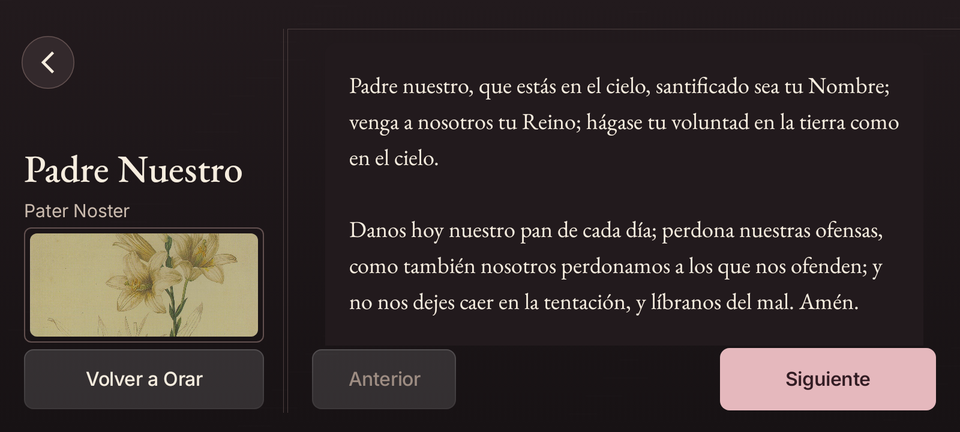 Padre Nuestro
Pater Noster
Volver a Orar
Padre nuestro, que estás en el cielo, santificado sea tu Nombre;
venga a nosotros tu Reino; hágase tu voluntad en la tierra como
en el cielo.
Danos hoy nuestro pan de cada día; perdona nuestras ofensas,
como también nosotros perdonamos a los que nos ofenden; y
no nos dejes caer en la tentación, y líbranos del mal. Amén.
Anterior
Siguiente